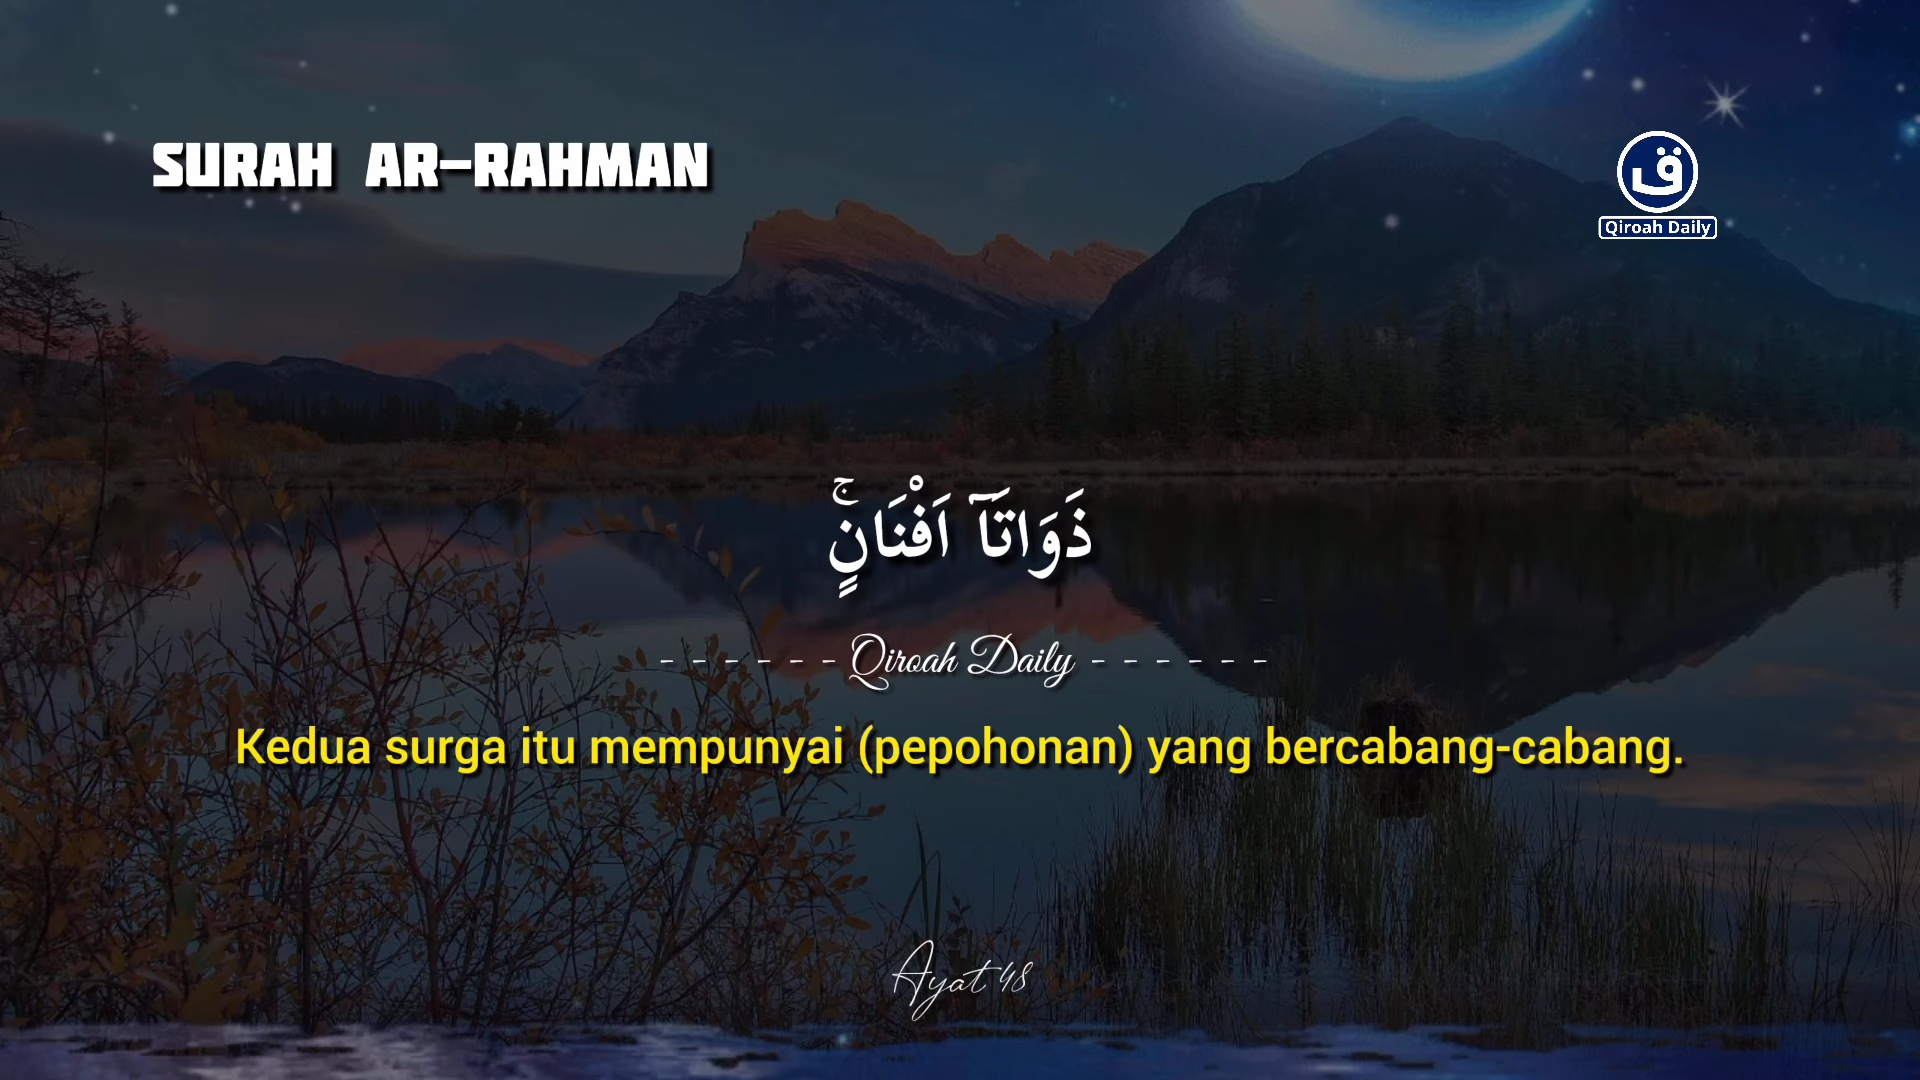 SURAH AR-RAHMAN
ق
Qiroah Daily
ذَوَاتَآ اَفْنَانٍۚ
- - - - - - Qiroah Daily - - - - - -
Kedua surga itu mempunyai (pepohonan) yang bercabang-cabang.
Ayat 48